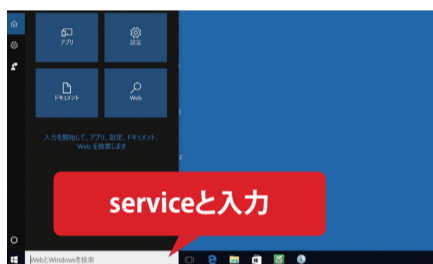 アプリ
設定
ドキュメント
Web
入力を開始して、アプリ、設定、ドキュメント、
Web を検索します
serviceと入力
WebとWindowsを検索